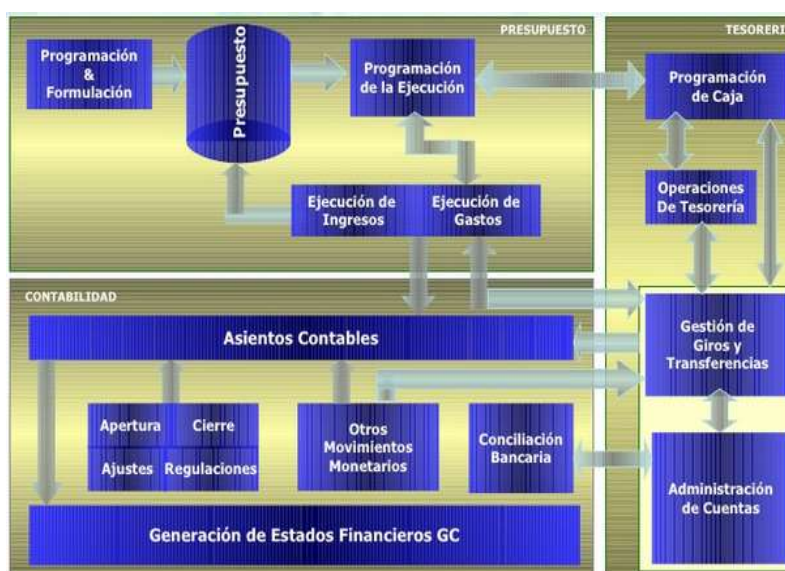 PRESUPUESTO
TESORERI
Programación
&
Formulación
Presupuesto
Programación
de la Ejecución
Programación
de Caja
Ejecución de
Ingresos
Ejecución de
Gastos
Operaciones
De Tesorería
CONTABILIDAD
Asientos Contables
Gestión de
Giros y
Transferencias
Apertura
Cierre
Ajustes
Regulaciones
Otros
Movimientos
Monetarios
Conciliación
Bancaria
Administración
de Cuentas
Generación de Estados Financieros GC